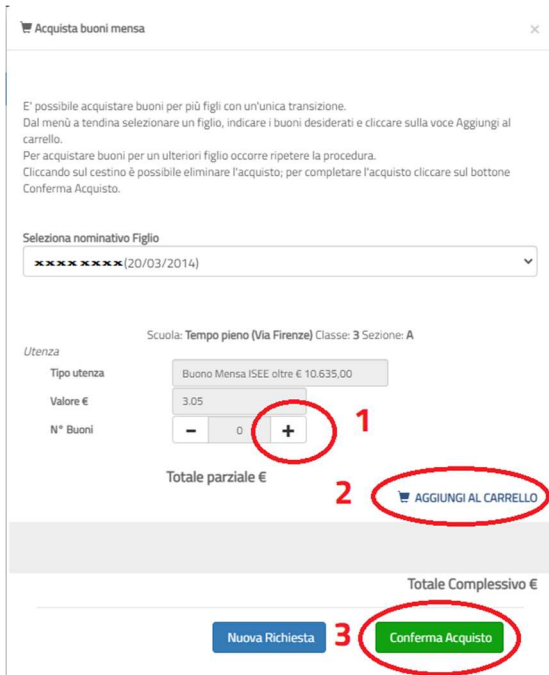 Acquista buoni mensa ×
E' possibile acquistare buoni per più figli con un'unica transizione.
Dal menù a tendina selezionare un figlio, indicare i buoni desiderati e cliccare sulla voce Aggiungi al
carrello.
Per acquistare buoni per un ulteriori figlio occorre ripetere la procedura.
Cliccando sul cestino è possibile eliminare l'acquisto; per completare l'acquisto cliccare sul bottone
Conferma Acquisto.
Seleziona nominativo Figlio
xxxxxxxx(20/03/2014)
Scuola: Tempo pieno (Via Firenze) Classe: 3 Sezione: A
Utenza
Tipo utenza Buono Mensa ISEE oltre € 10.635,00
Valore € 3.05
N° Buoni - 0 + 1
Totale parziale €
2 AGGIUNGI AL CARRELLO
Totale Complessivo €
Nuova Richiesta 3 Conferma Acquisto